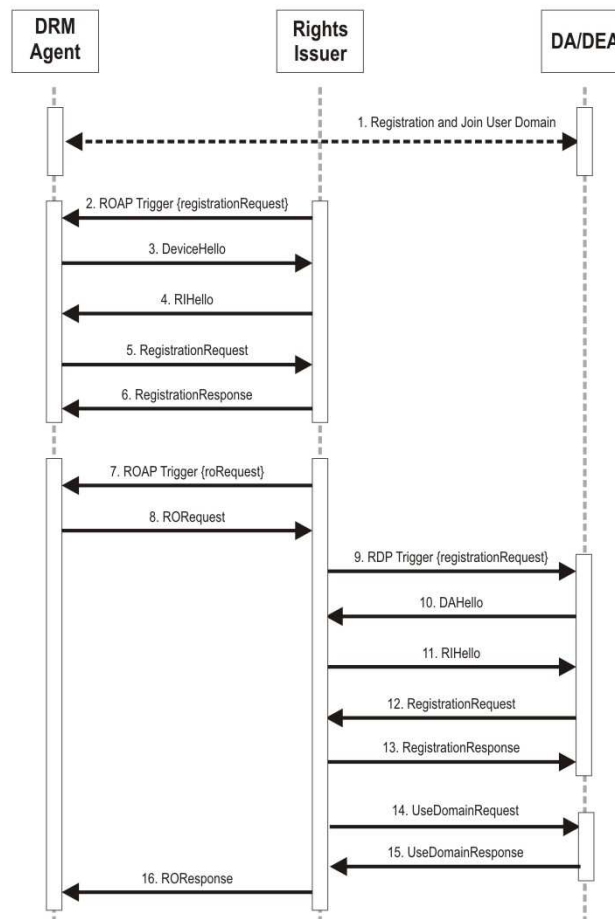 DRM
Agent
Rights
Issuer
DA/DEA
1. Registration and Join User Domain
2. ROAP Trigger {registrationRequest}
3. DeviceHello
4. RIHello
5. RegistrationRequest
6. RegistrationResponse
7. ROAP Trigger {roRequest}
8. RORequest
9. RDP Trigger {registrationRequest}
10. DAHello
11. RIHello
12. RegistrationRequest
13. RegistrationResponse
14. UseDomainRequest
15. UseDomainResponse
16. ROResponse